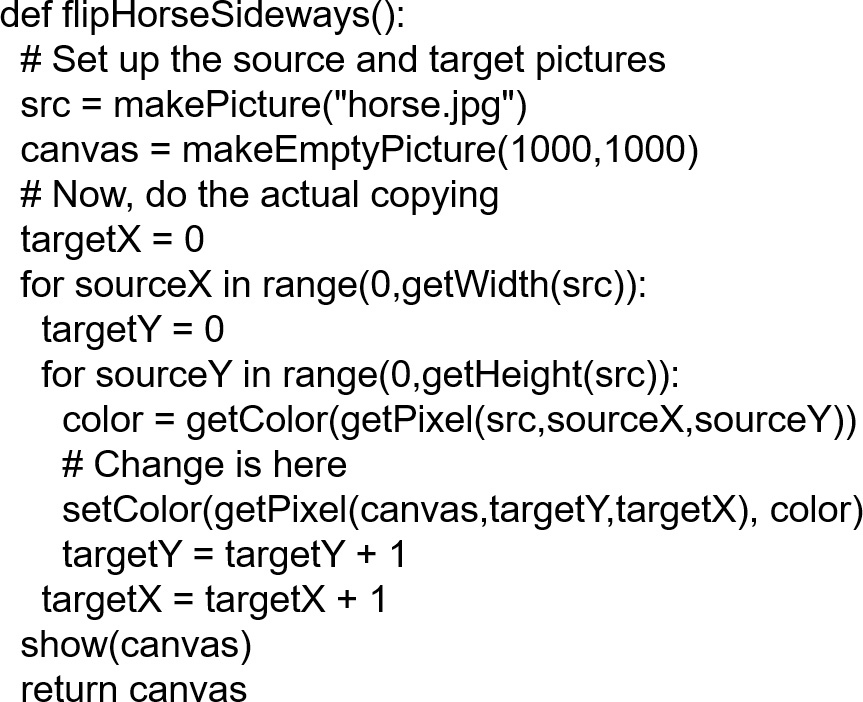 def flipHorseSideways():
  # Set up the source and target pictures
  src = makePicture("horse.jpg")
  canvas = makeEmptyPicture(1000,1000)
  # Now, do the actual copying
  targetX = 0
  for sourceX in range(0,getWidth(src)):
    targetY = 0
    for sourceY in range(0,getHeight(src)):
      color = getColor(getPixel(src,sourceX,sourceY))
      # Change is here
      setColor(getPixel(canvas,targetY,targetX), color)
      targetY = targetY + 1
    targetX = targetX + 1
  show(canvas)
  return canvas